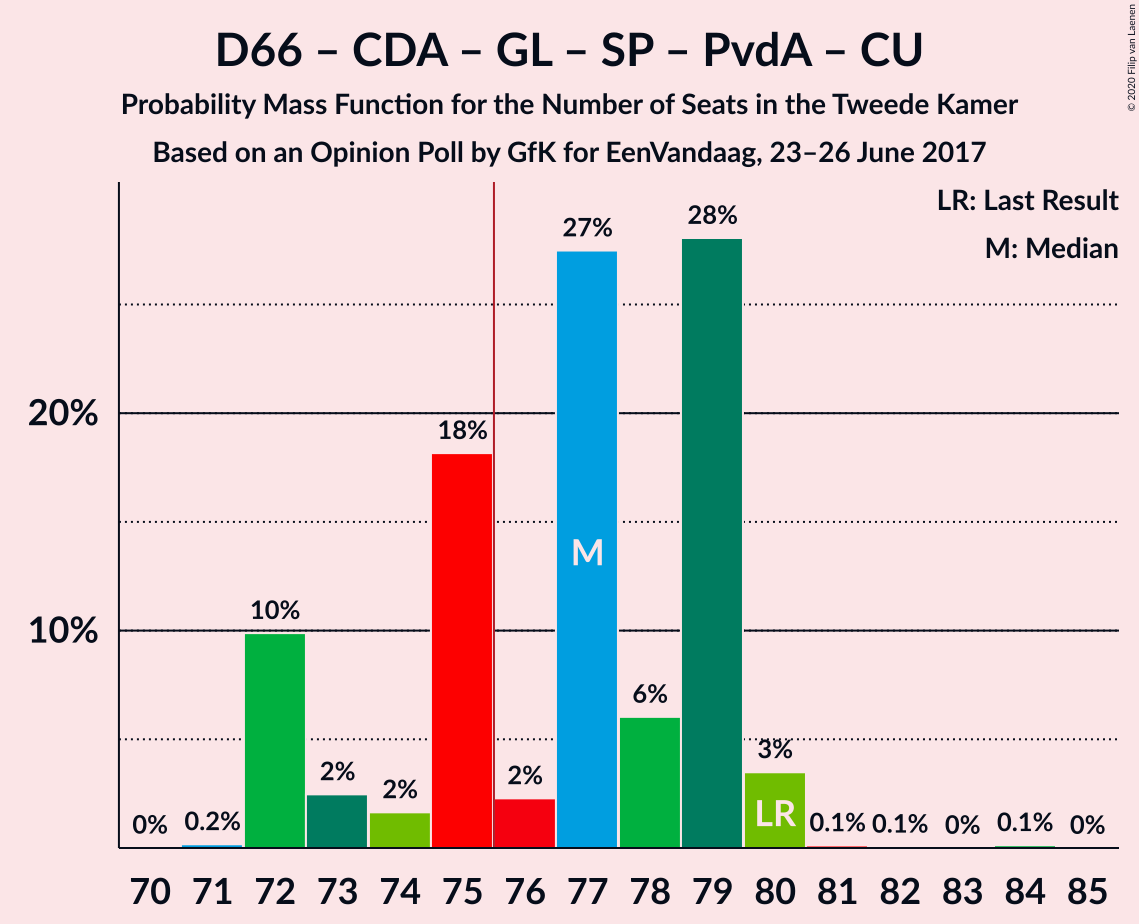 D66 – CDA – GL – SP – PvdA – CU
Probability Mass Function for the Number of Seats in the Tweede Kamer
Based on an Opinion Poll by GfK for EenVandaag, 23–26 June 2017
© 2020 Filip van Laenen
LR: Last Result
M: Median
28%
27%
20%
18%
M
10%
10%
6%
3%
2%
2%
2%
LR
0%
0.2%
0.1%
0.1%
0%
0.1%
0%
70 71 72 73 74 75 76 77 78 79 80 81 82 83 84 85